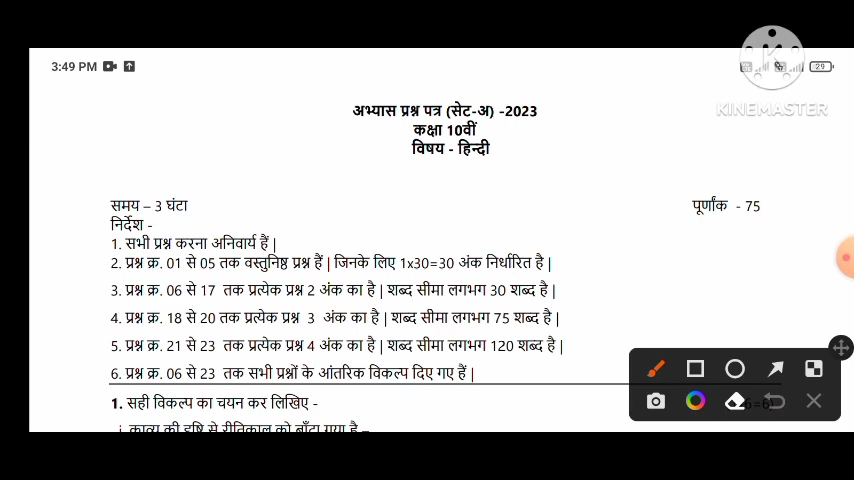 3:49 PM
29
KINEMASTER
अभ्यास प्रश्न पत्र (सेट-अ) -2023
कक्षा 10वीं
विषय - हिन्दी
समय – 3 घंटा पूर्णांक - 75
निर्देश -
1. सभी प्रश्न करना अनिवार्य हैं |
2. प्रश्न क्र. 01 से 05 तक वस्तुनिष्ठ प्रश्न हैं | जिनके लिए 1x30=30 अंक निर्धारित है |
3. प्रश्न क्र. 06 से 17 तक प्रत्येक प्रश्न 2 अंक का है | शब्द सीमा लगभग 30 शब्द है |
4. प्रश्न क्र. 18 से 20 तक प्रत्येक प्रश्न 3 अंक का है | शब्द सीमा लगभग 75 शब्द है |
5. प्रश्न क्र. 21 से 23 तक प्रत्येक प्रश्न 4 अंक का है | शब्द सीमा लगभग 120 शब्द है |
6. प्रश्न क्र. 06 से 23 तक सभी प्रश्नों के आंतरिक विकल्प दिए गए हैं |
1. सही विकल्प का चयन कर लिखिए -
i. काव्य की दृष्टि से रीतिकाल को बाँटा गया है –